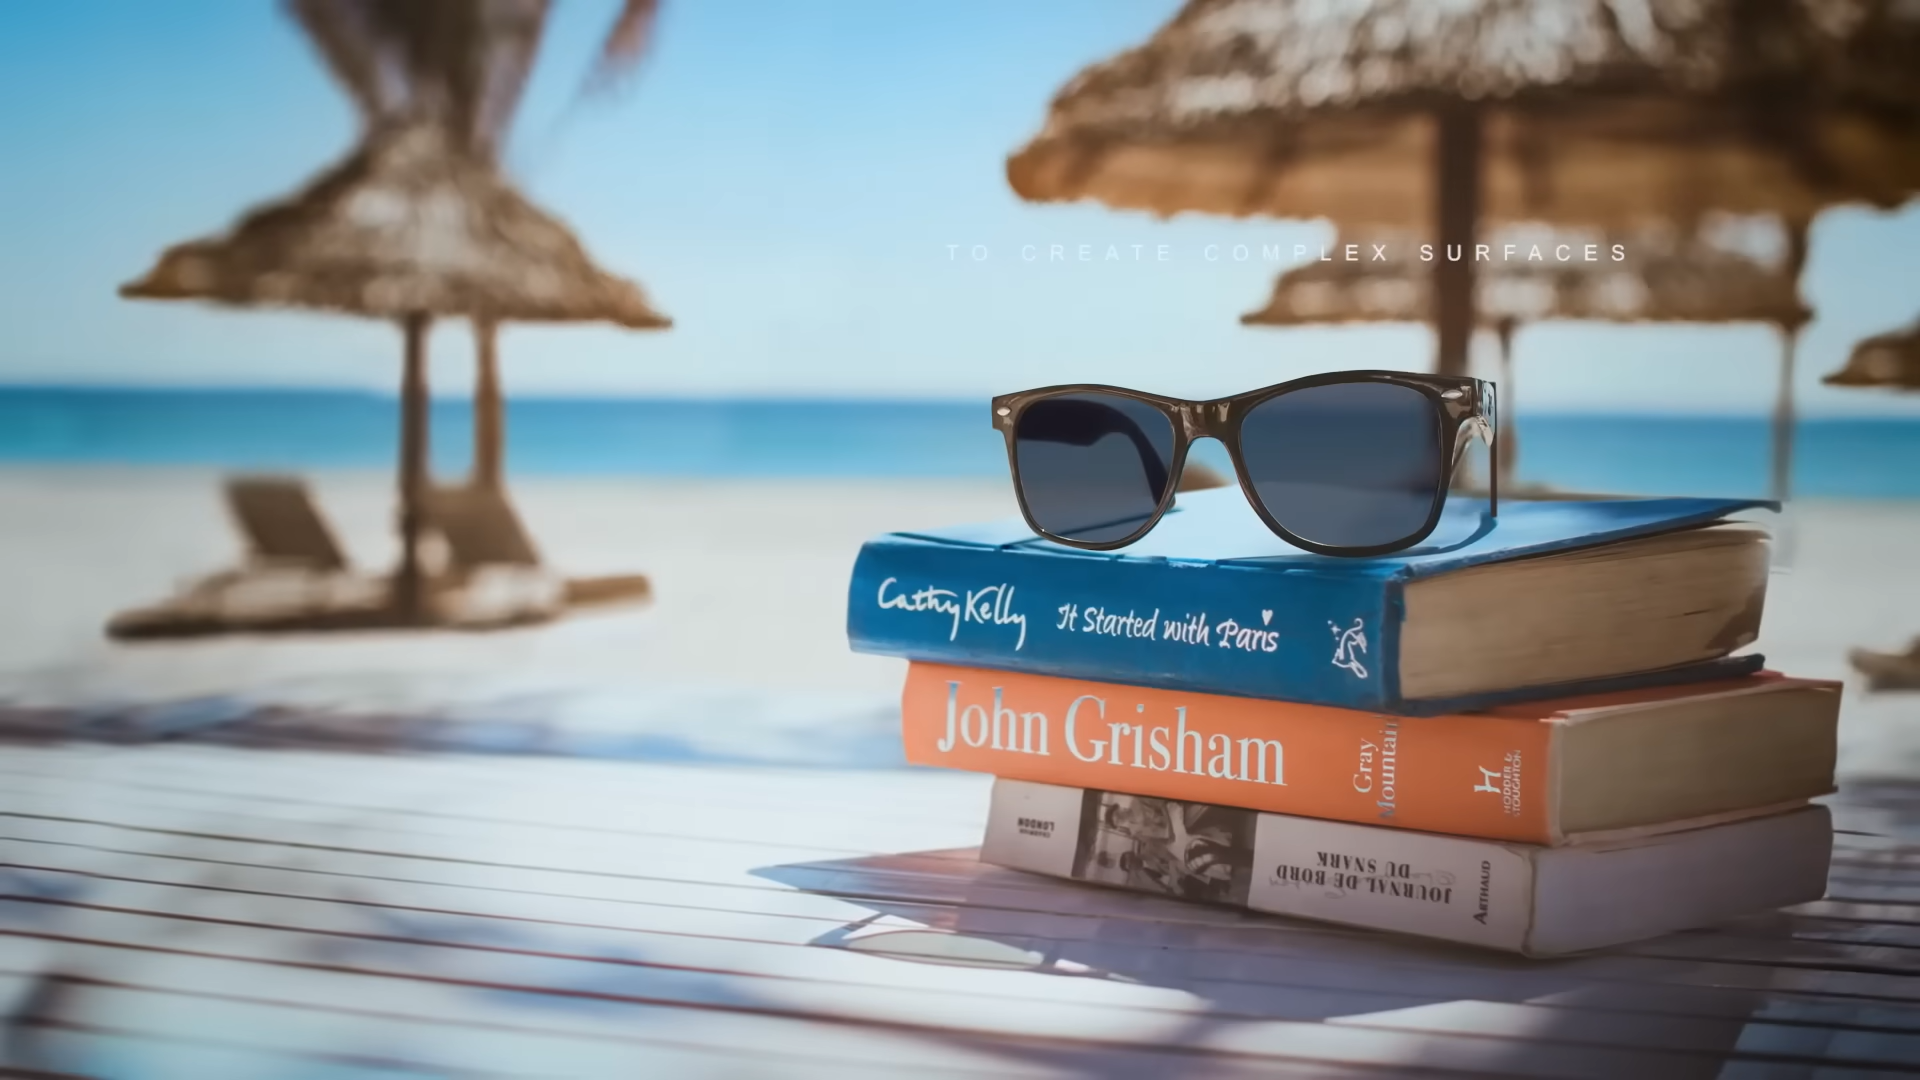 TO CREATE COMPLEX SURFACES
Cathy Kelly It Started with Paris
John Grisham
Gray
Mountain
HODDER &
STOUGHTON
LONDON
JOURNAL DE BORD
DU SNARK
ARTHAUD